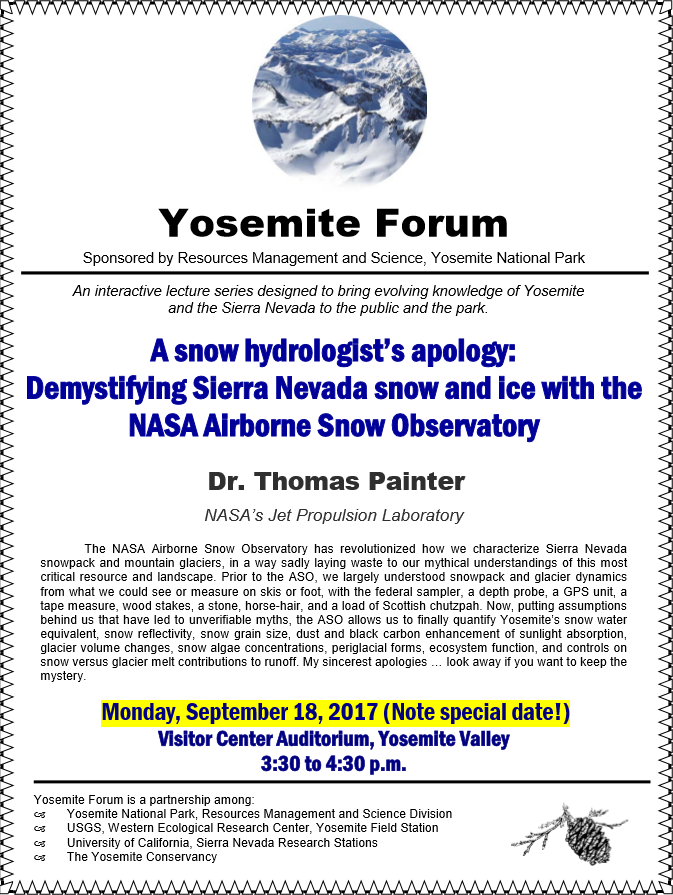 Yosemite Forum
Sponsored by Resources Management and Science, Yosemite National Park
An interactive lecture series designed to bring evolving knowledge of Yosemite
and the Sierra Nevada to the public and the park.
A snow hydrologist’s apology:
Demystifying Sierra Nevada snow and ice with the
NASA Airborne Snow Observatory
Dr. Thomas Painter
NASA’s Jet Propulsion Laboratory
The NASA Airborne Snow Observatory has revolutionized how we characterize Sierra Nevada
snowpack and mountain glaciers, in a way sadly laying waste to our mythical understandings of this most
critical resource and landscape. Prior to the ASO, we largely understood snowpack and glacier dynamics
from what we could see or measure on skis or foot, with the federal sampler, a depth probe, a GPS unit, a
tape measure, wood stakes, a stone, horse-hair, and a load of Scottish chutzpah. Now, putting assumptions
behind us that have led to unverifiable myths, the ASO allows us to finally quantify Yosemite’s snow water
equivalent, snow reflectivity, snow grain size, dust and black carbon enhancement of sunlight absorption,
glacier volume changes, snow algae concentrations, periglacial forms, ecosystem function, and controls on
snow versus glacier melt contributions to runoff. My sincerest apologies … look away if you want to keep the
mystery.
Monday, September 18, 2017 (Note special date!)
Visitor Center Auditorium, Yosemite Valley
3:30 to 4:30 p.m.
Yosemite Forum is a partnership among:
Yosemite National Park, Resources Management and Science Division
USGS, Western Ecological Research Center, Yosemite Field Station
University of California, Sierra Nevada Research Stations
The Yosemite Conservancy